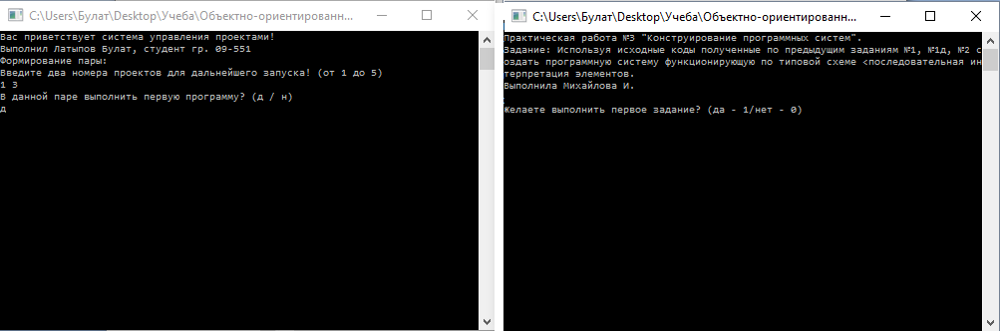 C:\Users\Булат\Desktop\Учеба\Объектно-ориентированн...
Вас приветствует система управления проектами!
Выполнил Латыпов Булат, студент гр. 09-551
Формирование пары:
Введите два номера проектов для дальнейшего запуска! (от 1 до 5)
1 3
В данной паре выполнить первую программу? (д / н)
д
C:\Users\Булат\Desktop\Учеба\Объектно-ориентированн...
Практическая работа №3 "Конструирование программных систем".
Задание: Используя исходные коды полученные по предыдущим заданиям №1, №1д, №2 с
оздать программную систему функционирующую по типовой схеме <последовательная ин
терпретация элементов.
Выполнила Михайлова И.
Желаете выполнить первое задание? (да - 1/нет - 0)